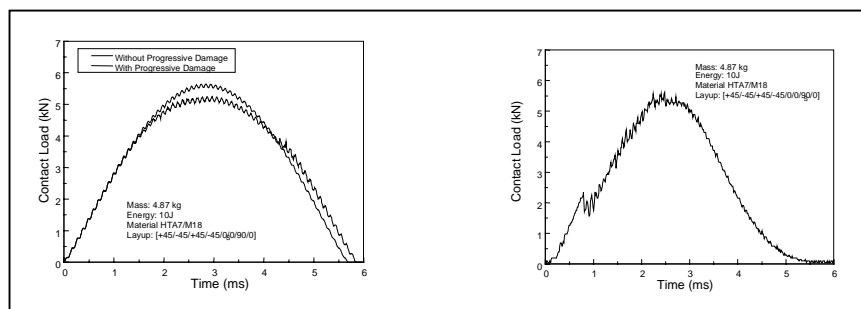 7
6
5
4
3
2
1
0
Contact Load (kN)
Without Progressive Damage
With Progressive Damage
Mass: 4.87 kg
Energy: 10J
Material HTA7/M18
Layup: [+45/-45/+45/-45/0/0/90/0]
0 1 2 3 4 5 6
Time (ms)
7
6
5
4
3
2
1
0
Contact Load (kN)
Mass: 4.87 kg
Energy: 10J
Material HTA7/M18
Layup: [+45/-45/+45/-45/0/0/90/0]
0 1 2 3 4 5 6
Time (ms)